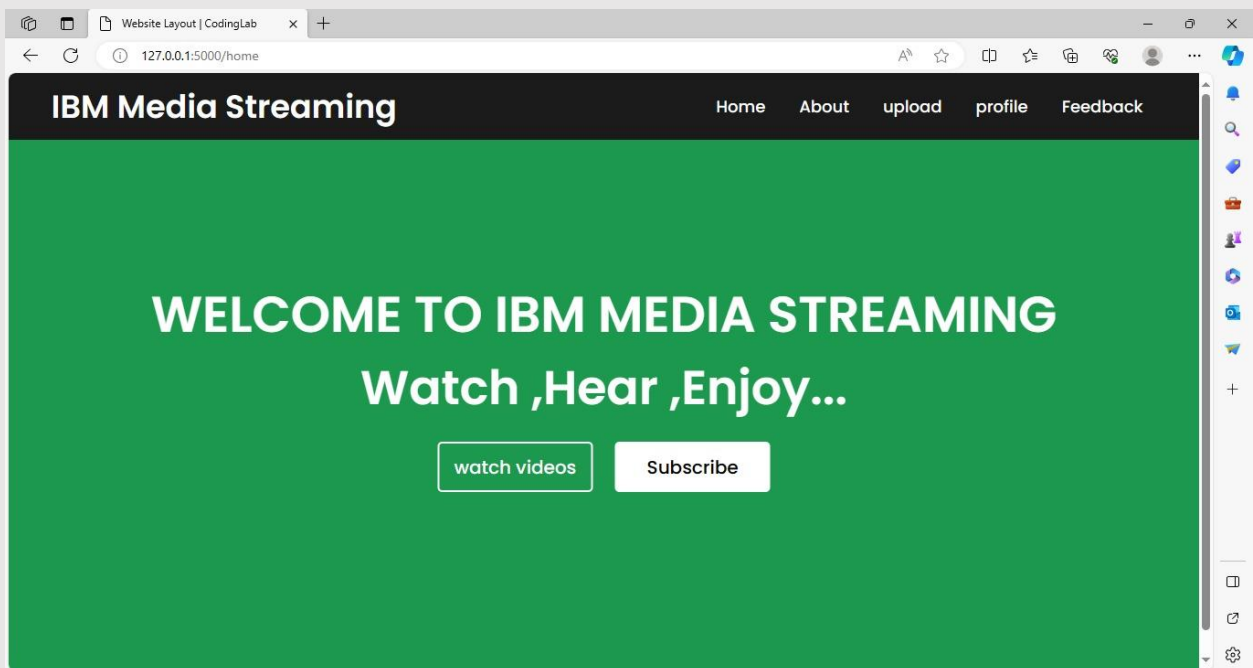 Website Layout | CodingLab
127.0.0.1:5000/home
IBM Media Streaming
Home About upload profile Feedback
WELCOME TO IBM MEDIA STREAMING
Watch ,Hear ,Enjoy...
watch videos Subscribe